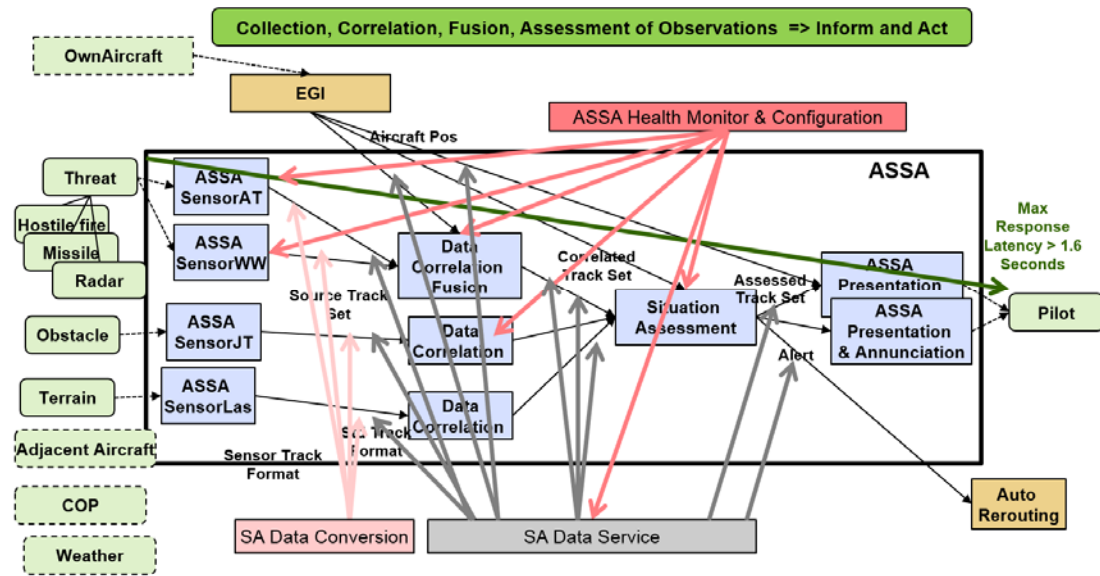 Collection, Correlation, Fusion, Assessment of Observations => Inform and Act
OwnAircraft
EGI
ASSA Health Monitor & Configuration
Aircraft Pos
ASSA
Threat
Hostile fire
Missile
Radar
ASSA
SensorAT
ASSA
SensorWW
Data
Correlation
Fusion
Correlated
Track Set
Source Track
Set
Situation
Assessment
Assessed
Track Set
ASSA
Presentation
ASSA
Presentation
& Annunciation
Max
Response
Latency > 1.6
Seconds
Pilot
Obstacle
ASSA
SensorJT
Data
Correlation
Alert
Terrain
ASSA
SensorLas
Data
Correlation
Track
Format
Adjacent Aircraft
Sensor Track
Format
COP
Weather
SA Data Conversion
SA Data Service
Auto
Rerouting